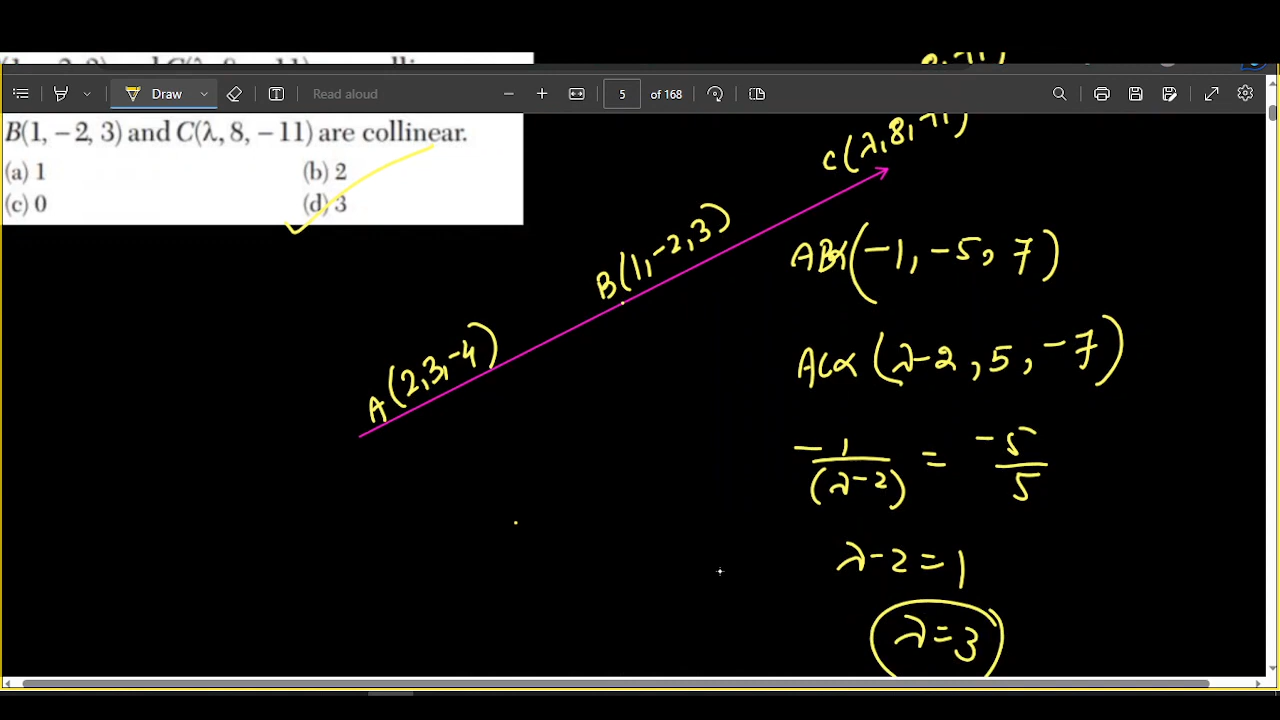 Draw
Read aloud
5 of 168
B(1, – 2, 3) and C(λ, 8, – 11) are collinear.
(a) 1 (b) 2
(c) 0 (d) 3
C(λ, 8, -11)
B(1, -2, 3)
A(2, 3, -4)
AB∝(-1, -5, 7)
AC∝(λ-2, 5, -7)
-1/(λ-2) = -5/5
λ-2=1
λ=3